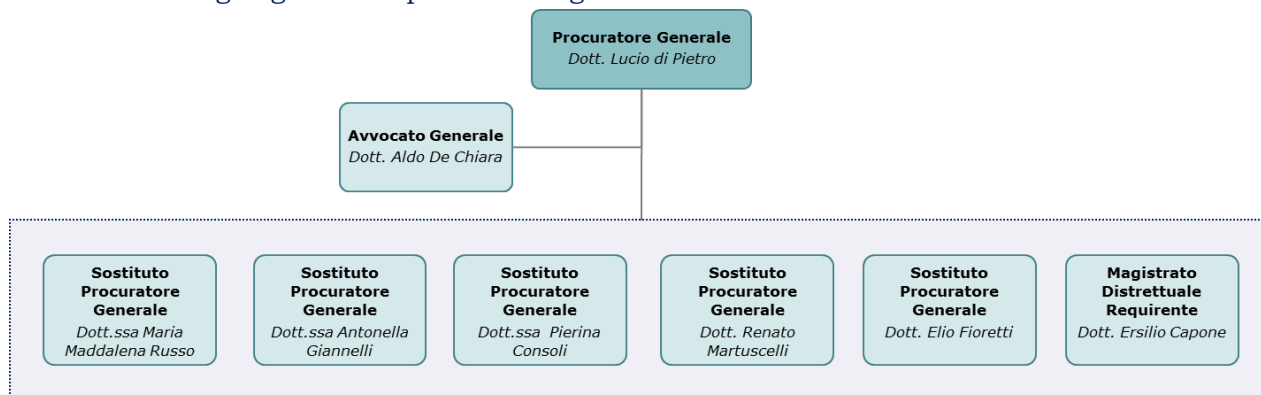 Procuratore Generale
Dott. Lucio di Pietro
Avvocato Generale
Dott. Aldo De Chiara
Sostituto
Procuratore
Generale
Dott.ssa Maria
Maddalena Russo
Sostituto
Procuratore
Generale
Dott.ssa Antonella
Giannelli
Sostituto
Procuratore
Generale
Dott.ssa Pierina
Consoli
Sostituto
Procuratore
Generale
Dott. Renato
Martuscelli
Sostituto
Procuratore
Generale
Dott. Elio Fioretti
Magistrato
Distrettuale
Requirente
Dott. Ersilio Capone